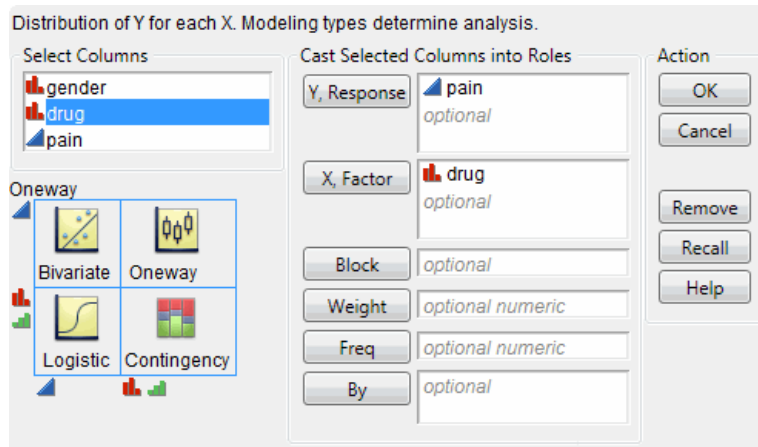 Distribution of Y for each X. Modeling types determine analysis.
Select Columns
gender
drug
pain
Oneway
Bivariate
Oneway
Logistic
Contingency
Cast Selected Columns into Roles
Y, Response
pain
optional
X, Factor
drug
optional
Block
optional
Weight
optional numeric
Freq
optional numeric
By
optional
Action
OK
Cancel
Remove
Recall
Help